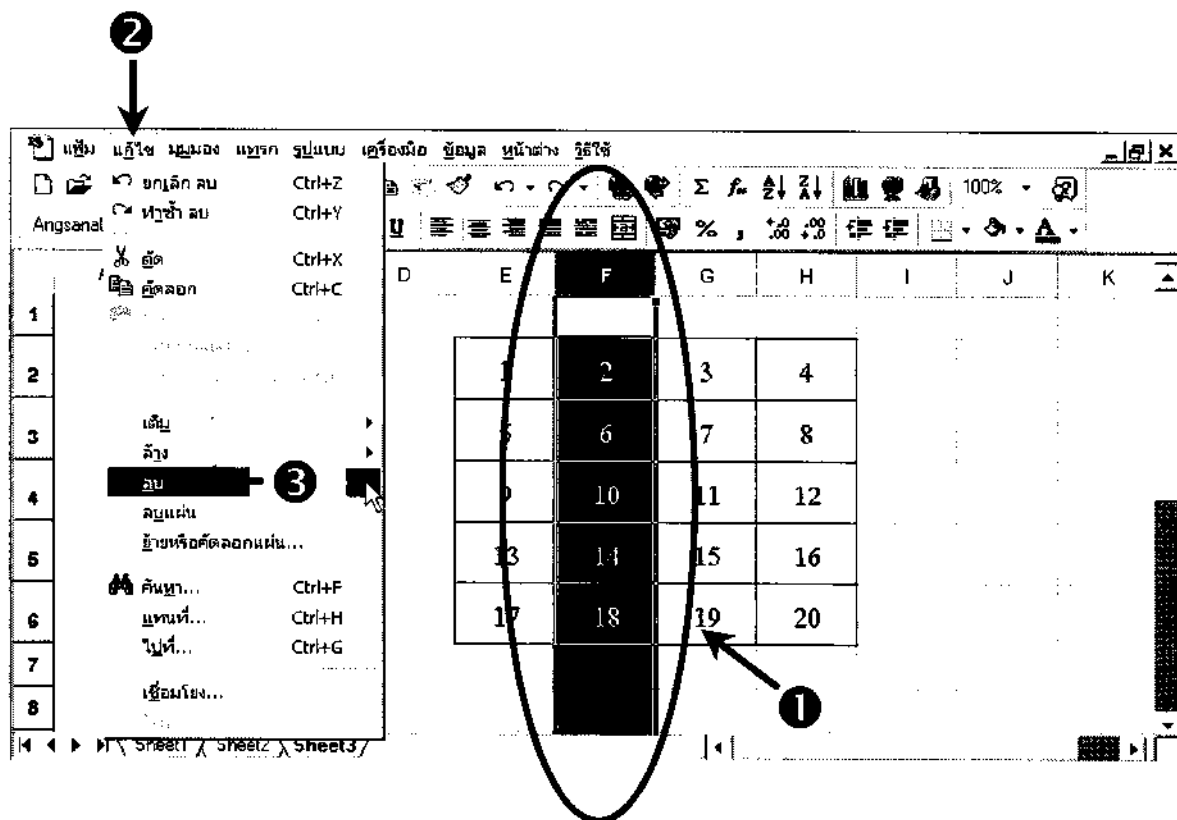 2
แฟ้ม แก้ไข มุมมอง แทรก รูปแบบ เครื่องมือ ข้อมูล หน้าต่าง วิธีใช้
ยกเลิก ลบ Ctrl+Z
100%
ทำซ้ำ ลบ Ctrl+Y
Angsanal
U % ,
ตัด Ctrl+X
D E F G H I J K
คัดลอก Ctrl+C
1
2 1 2 3 4
เติม
3 5 6 7 8
ล้าง
ลบ 3
4 9 10 11 12
ลบแผ่น
ย้ายหรือคัดลอกแผ่น...
5 13 14 15 16
ค้นหา... Ctrl+F
แทนที่... Ctrl+H
6 17 18 19 20
ไปที่... Ctrl+G
7
เชื่อมโยง...
1
8
Sheet1 Sheet2 Sheet3